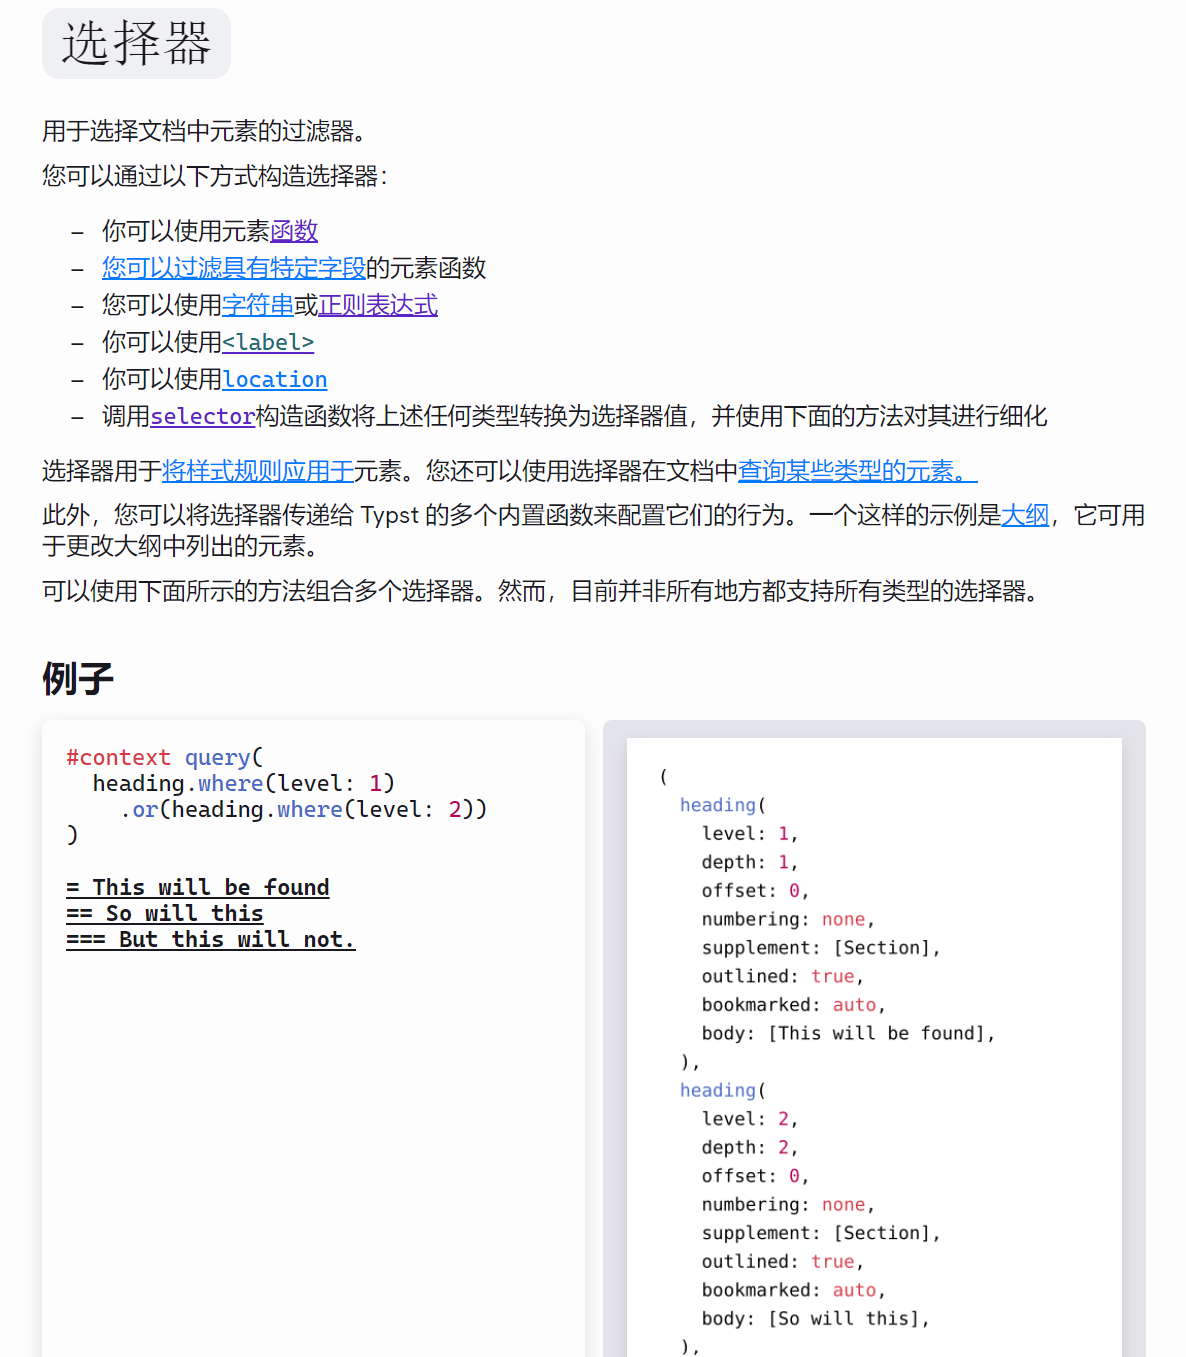 选择器
用于选择文档中元素的过滤器。
您可以通过以下方式构造选择器：
– 你可以使用元素函数
– 您可以过滤具有特定字段的元素函数
– 您可以使用字符串或正则表达式
– 你可以使用<label>
– 你可以使用location
– 调用selector构造函数将上述任何类型转换为选择器值，并使用下面的方法对其进行细化
选择器用于将样式规则应用于元素。您还可以使用选择器在文档中查询某些类型的元素。
此外，您可以将选择器传递给 Typst 的多个内置函数来配置它们的行为。一个这样的示例是大纲，它可用
于更改大纲中列出的元素。
可以使用下面所示的方法组合多个选择器。然而，目前并非所有地方都支持所有类型的选择器。
例子
#context query(
  heading.where(level: 1)
    .or(heading.where(level: 2))
)
= This will be found
== So will this
=== But this will not.
(
  heading(
    level: 1,
    depth: 1,
    offset: 0,
    numbering: none,
    supplement: [Section],
    outlined: true,
    bookmarked: auto,
    body: [This will be found],
  ),
  heading(
    level: 2,
    depth: 2,
    offset: 0,
    numbering: none,
    supplement: [Section],
    outlined: true,
    bookmarked: auto,
    body: [So will this],
  ),